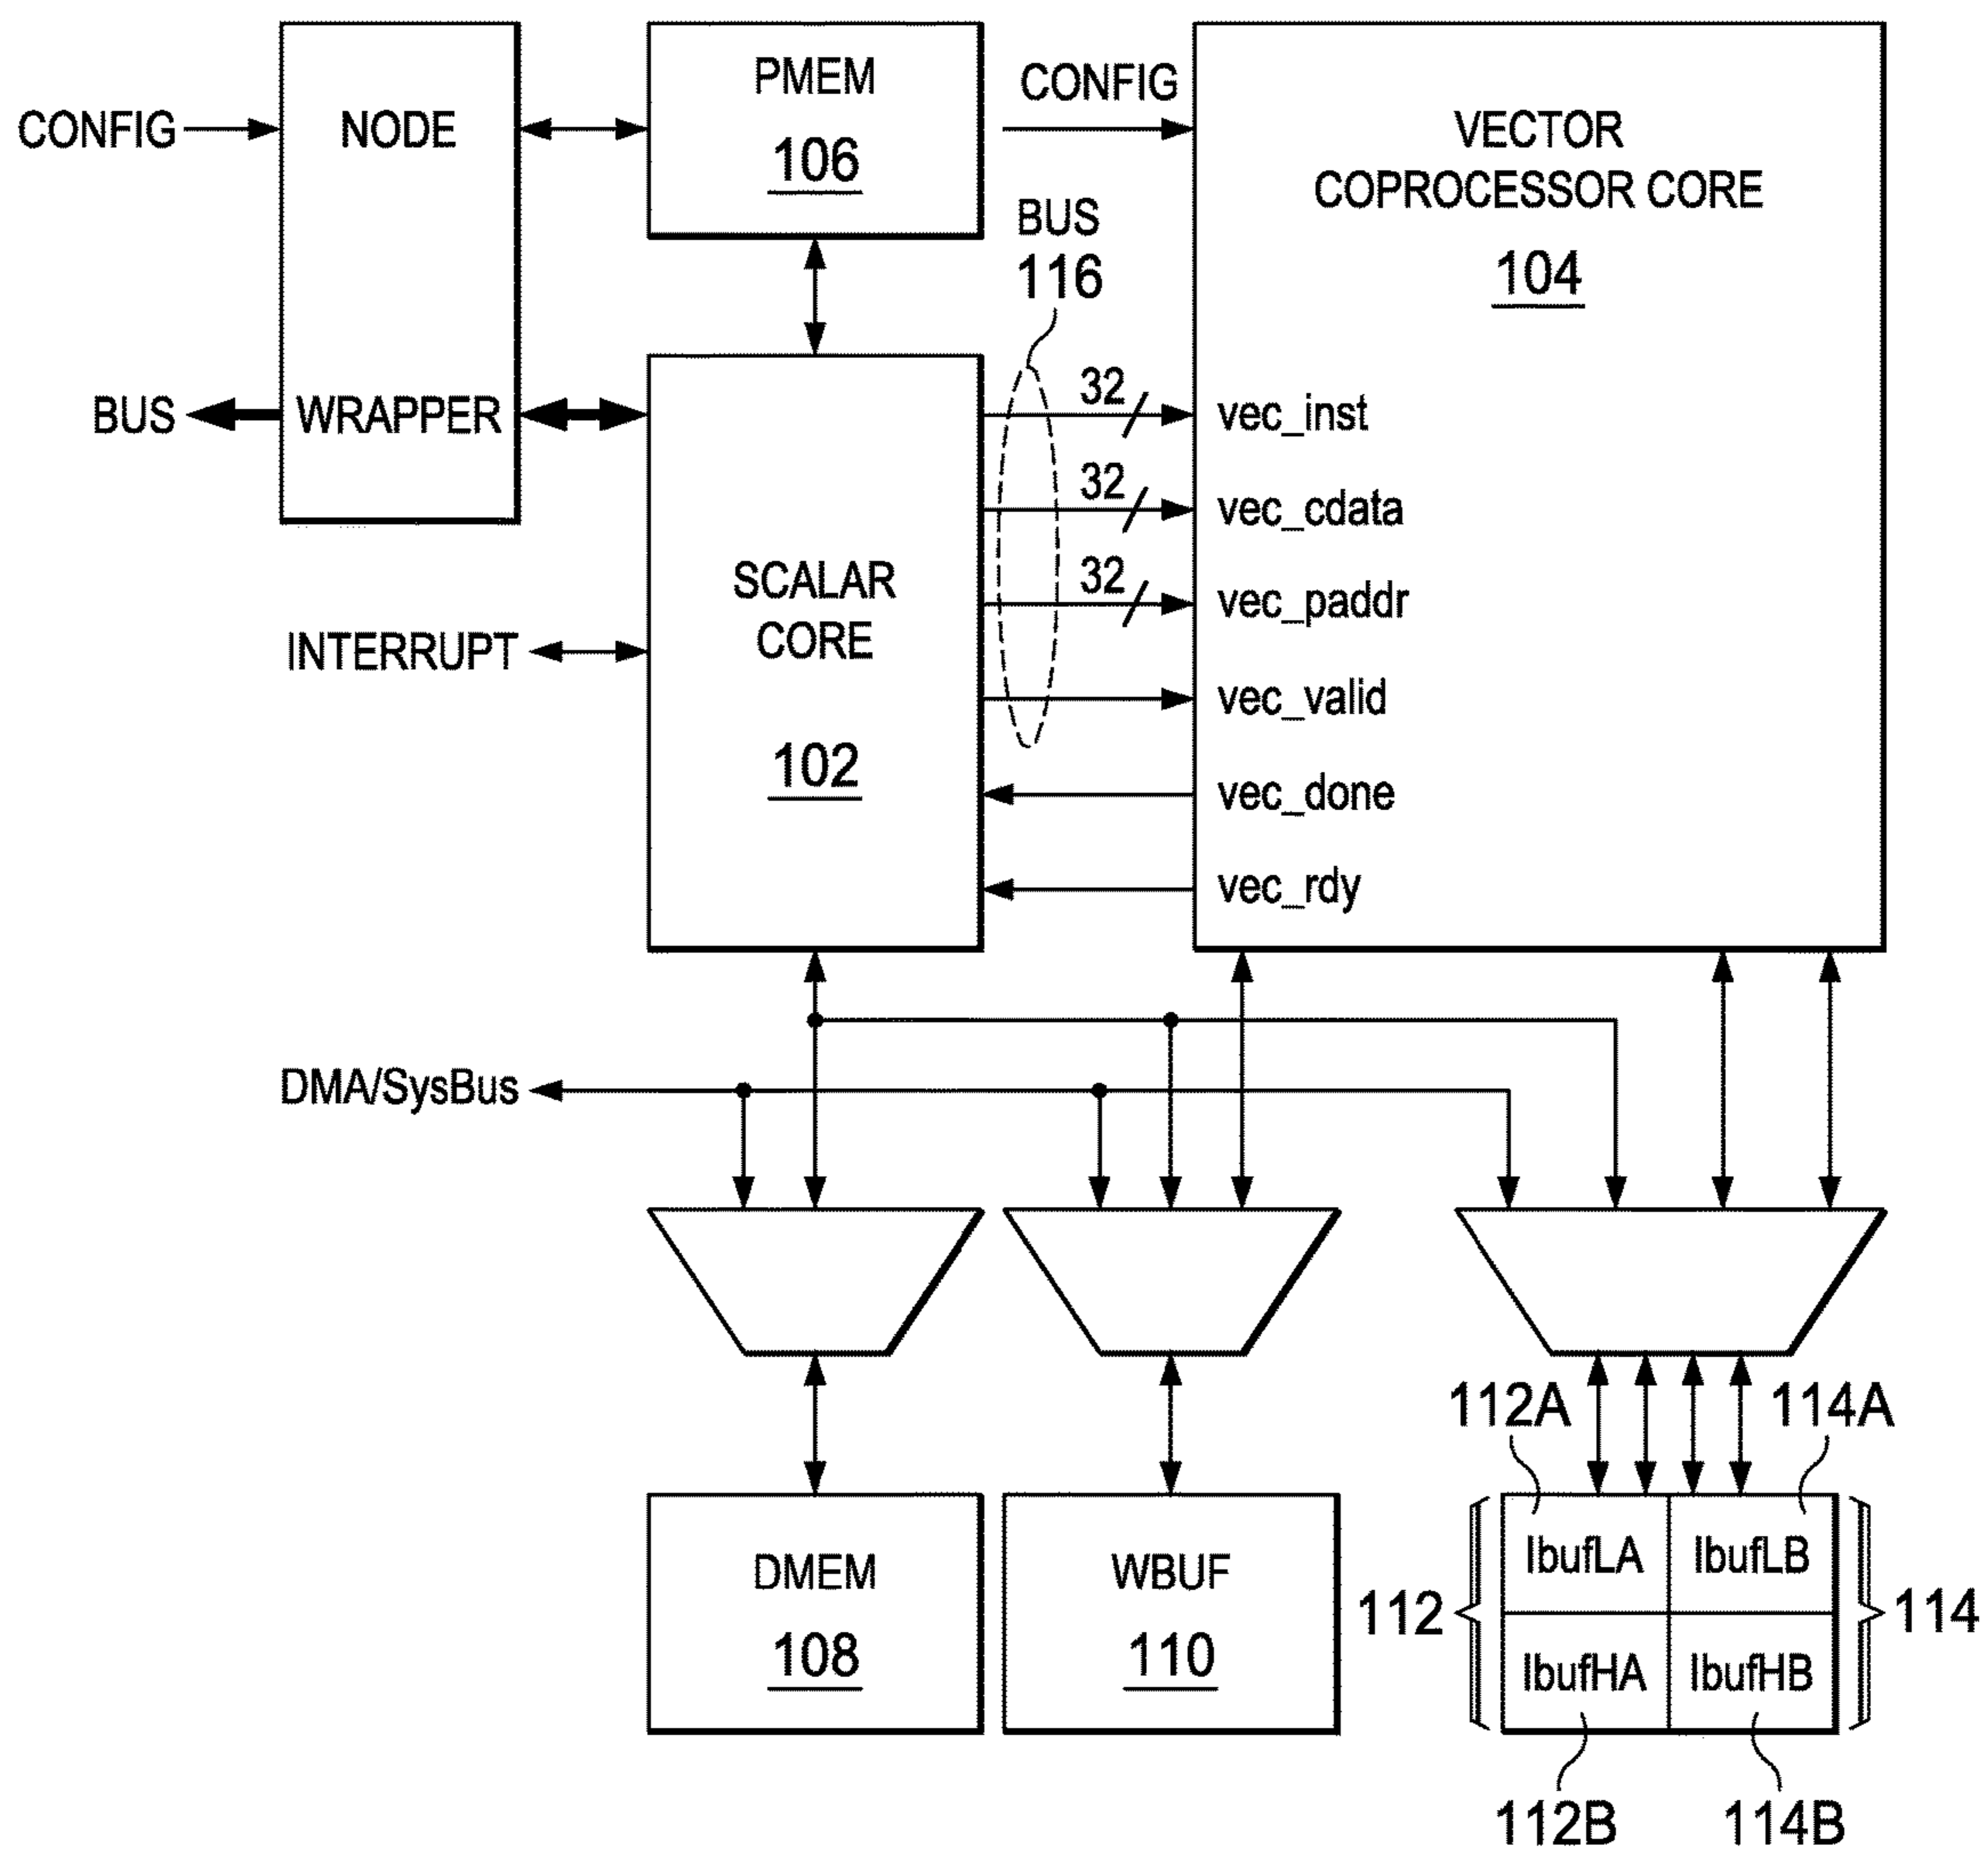 CONFIG
NODE
WRAPPER
BUS
PMEM
106
CONFIG
BUS
116
VECTOR
COPROCESSOR CORE
104
SCALAR
CORE
102
INTERRUPT
32
vec_inst
32
vec_cdata
32
vec_paddr
vec_valid
vec_done
vec_rdy
DMA/SysBus
DMEM
108
WBUF
110
112A
114A
112
IbufLA
IbufLB
114
IbufHA
IbufHB
112B
114B